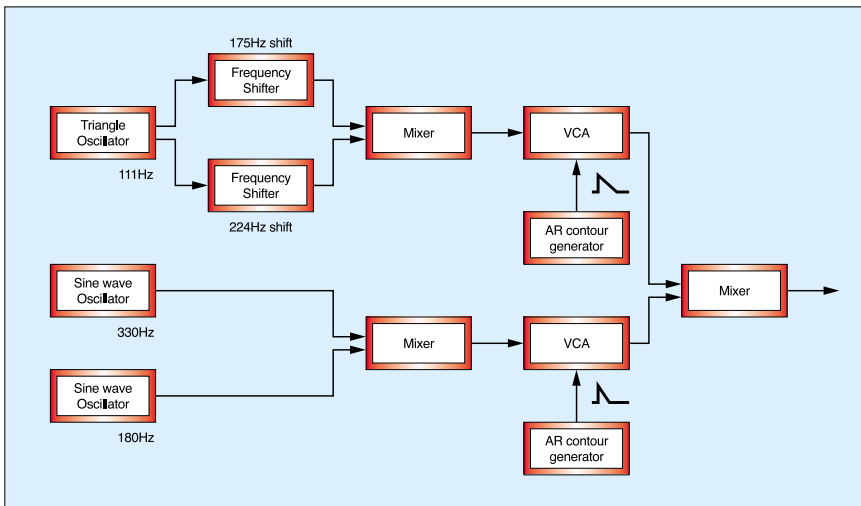 175Hz shift
Frequency
Shifter
Triangle
Oscillator
111Hz
Mixer
VCA
Frequency
Shifter
224Hz shift
AR contour
generator
Sine wave
Oscillator
330Hz
Mixer
Mixer
VCA
Sine wave
Oscillator
180Hz
AR contour
generator